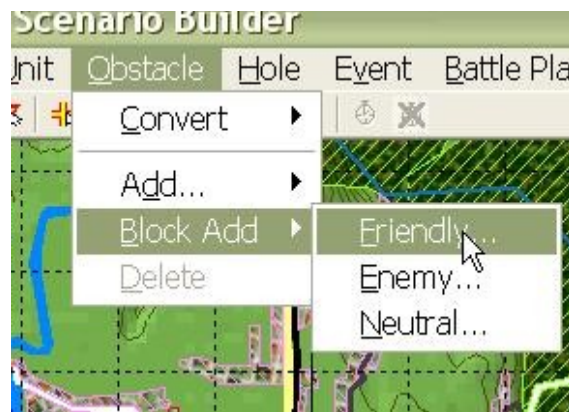 Scenario Builder
Unit Obstacle Hole Event Battle Pla
Convert
Add...
Block Add Friendly...
Delete Enemy...
Neutral...